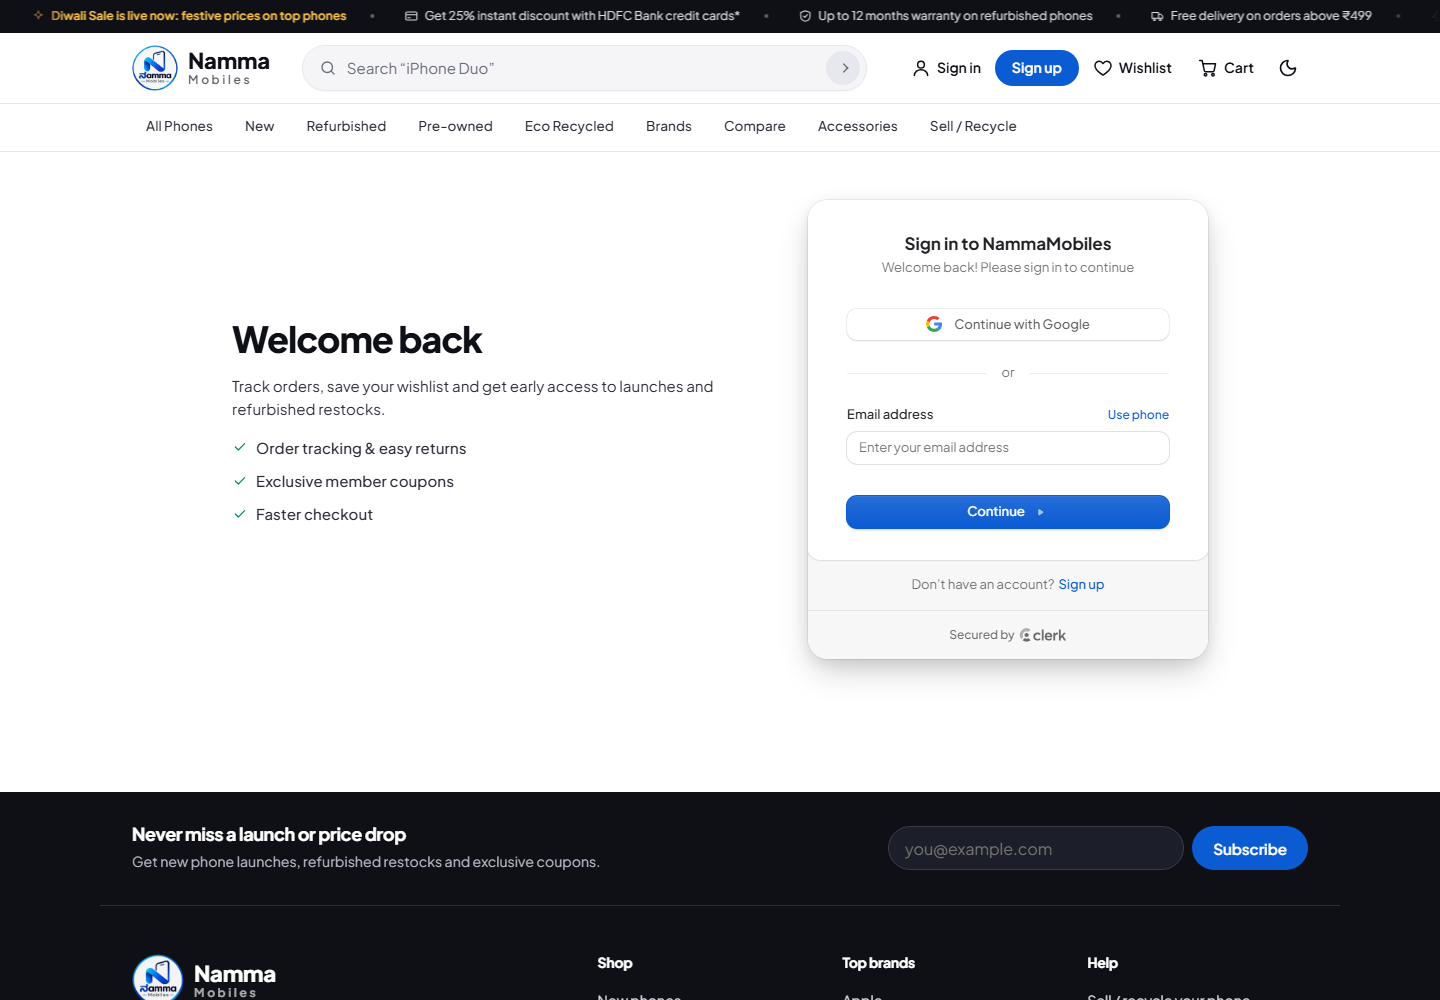 Diwali Sale is live now: festive prices on top phones • Get 25% instant discount with HDFC Bank credit cards* • Up to 12 months warranty on refurbished phones • Free delivery on orders above ₹499 •
Namma
Mobiles
Search “iPhone Duo”
Sign in
Sign up
Wishlist
Cart
All Phones New Refurbished Pre-owned Eco Recycled Brands Compare Accessories Sell / Recycle
Welcome back
Track orders, save your wishlist and get early access to launches and
refurbished restocks.
Order tracking & easy returns
Exclusive member coupons
Faster checkout
Sign in to NammaMobiles
Welcome back! Please sign in to continue
Continue with Google
or
Email address
Use phone
Enter your email address
Continue
Don’t have an account? Sign up
Secured by clerk
Never miss a launch or price drop
Get new phone launches, refurbished restocks and exclusive coupons.
you@example.com
Subscribe
Namma
Mobiles
Shop
Top brands
Help
New phones
Apple
Sell / recycle your phone